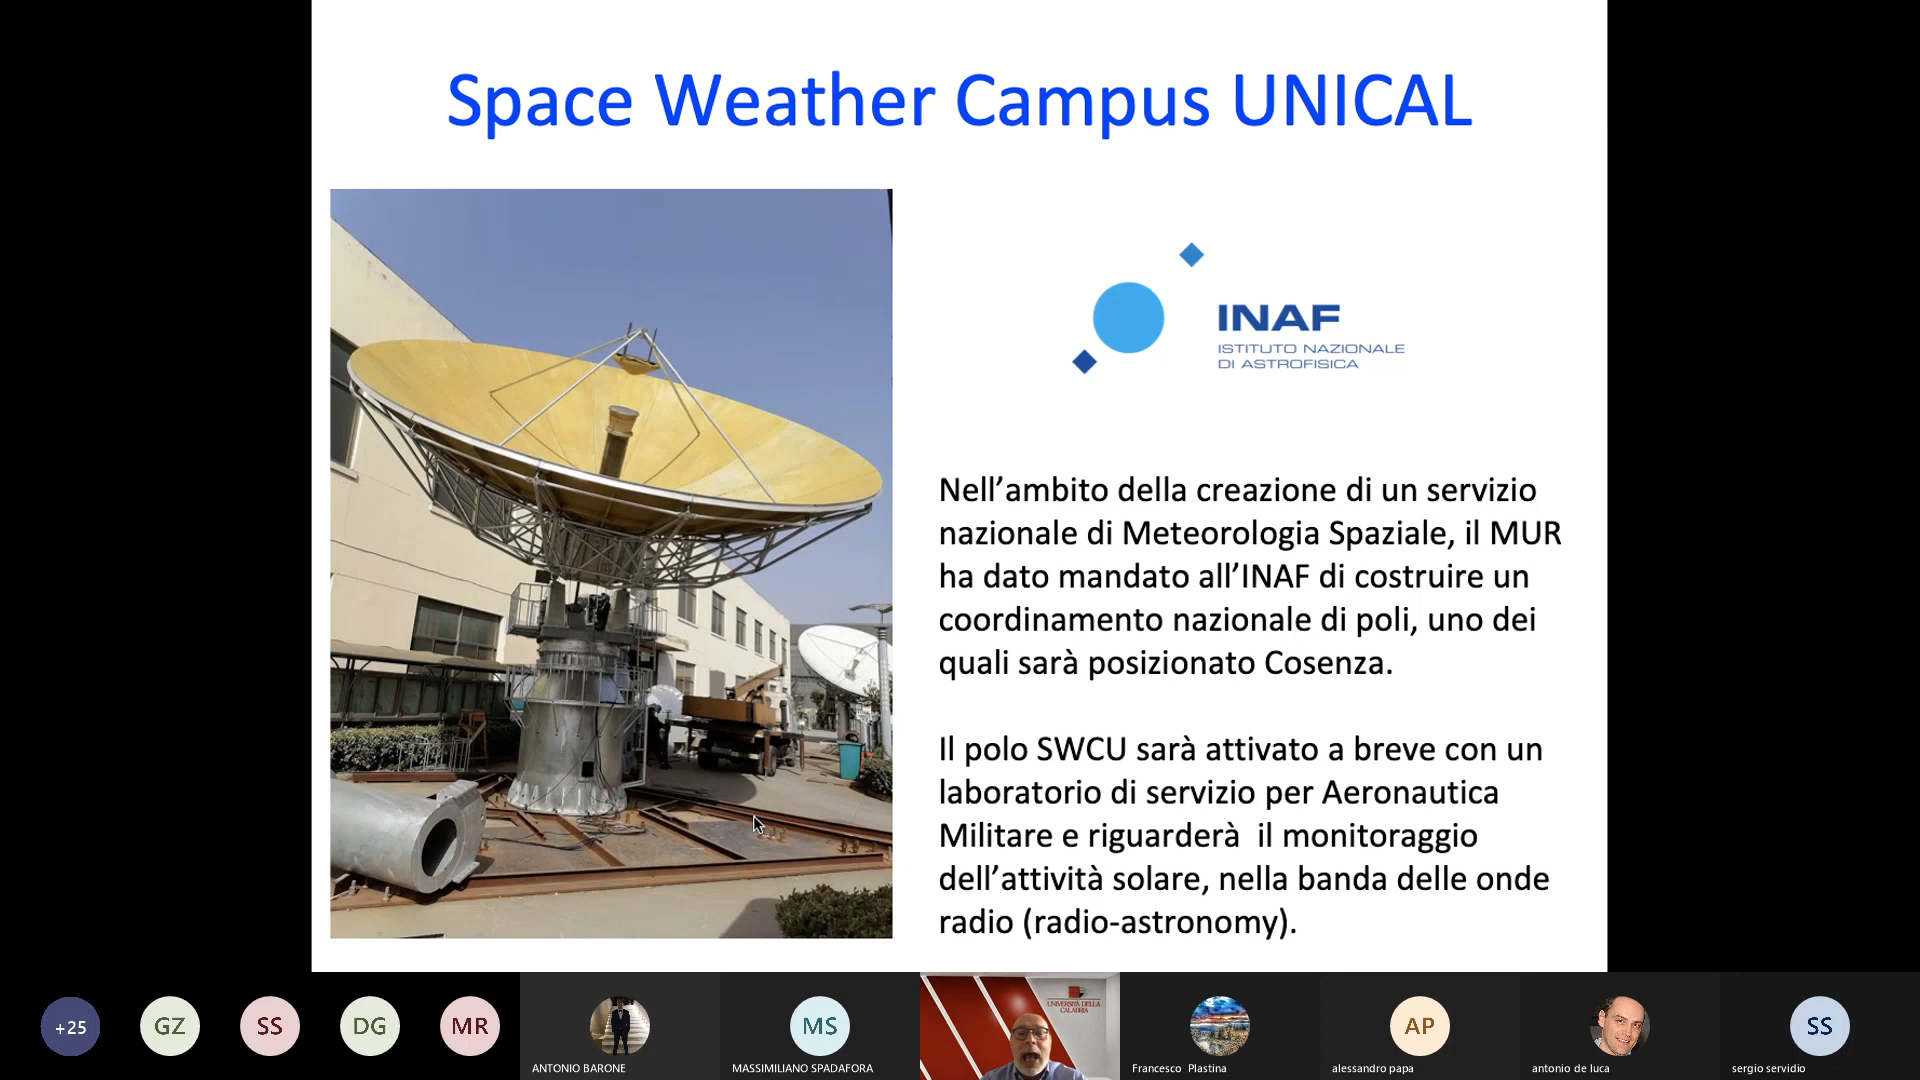 Space Weather Campus UNICAL
INAF
ISTITUTO NAZIONALE
DI ASTROFISICA
Nell’ambito della creazione di un servizio
nazionale di Meteorologia Spaziale, il MUR
ha dato mandato all’INAF di costruire un
coordinamento nazionale di poli, uno dei
quali sarà posizionato Cosenza.
Il polo SWCU sarà attivato a breve con un
laboratorio di servizio per Aeronautica
Militare e riguarderà  il monitoraggio
dell’attività solare, nella banda delle onde
radio (radio-astronomy).
+25
GZ
SS
DG
MR
ANTONIO BARONE
MS
MASSIMILIANO SPADAFORA
UNIVERSITÀ DELLA
CALABRIA
Francesco Plastina
AP
alessandro papa
antonio de luca
SS
sergio servidio